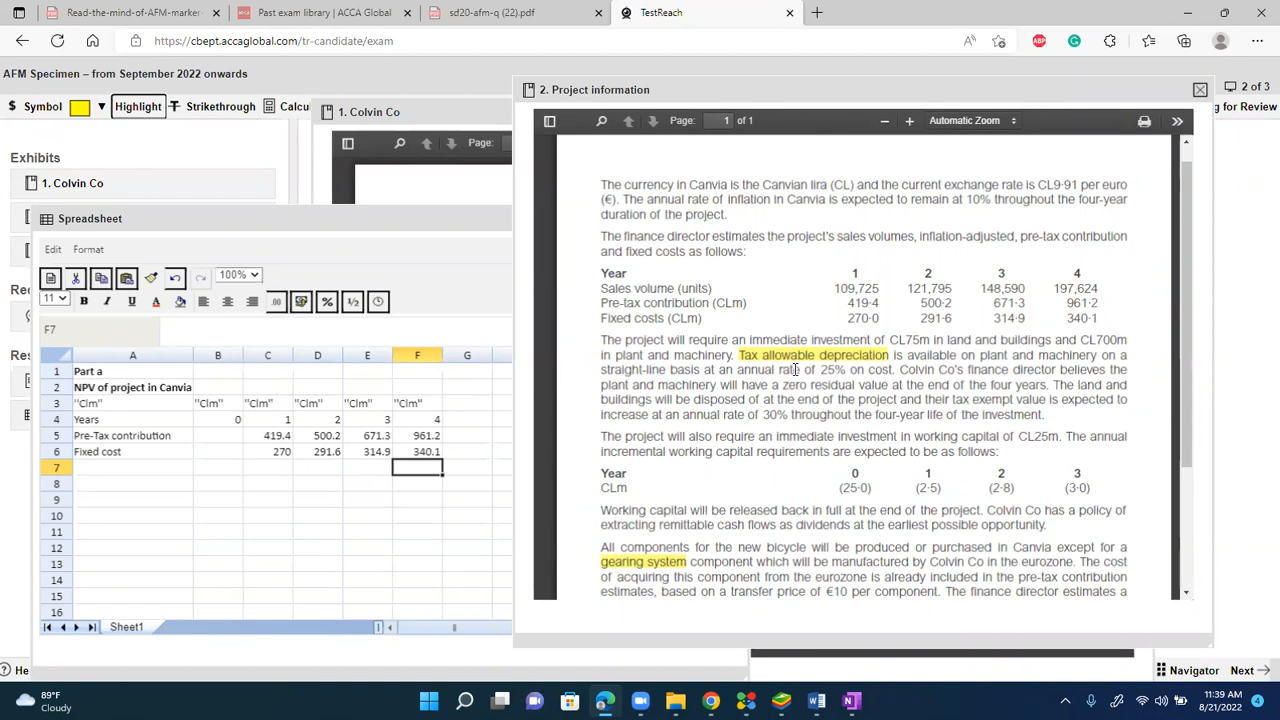 Read-the-mind-of-AFM-marker-
Past exam library | ACCA Global
sd20-afm-q (22).pdf
TestReach
https://cbept.accaglobal.com/tr-candidate/exam
AFM Specimen – from September 2022 onwards
2 of 3
$ Symbol Highlight Strikethrough Calcu
g for Review
Exhibits
1. Colvin Co
1. Colvin Co
Page:
Re
Res
Spreadsheet
Edit Format
100%
11 B I U A
F7
A B C D E F G
1 Part a
2 NPV of project in Canvia
3 "Clm" "Clm" "Clm" "Clm" "Clm" "Clm"
4 Years 0 1 2 3 4
5 Pre-Tax contribution 419.4 500.2 671.3 961.2
6 Fixed cost 270 291.6 314.9 340.1
7
8
9
10
11
12
13
14
15
16
Sheet1
2. Project information
Page: 1 of 1 Automatic Zoom
The currency in Canvia is the Canvian lira (CL) and the current exchange rate is CL9·91 per euro
(€). The annual rate of inflation in Canvia is expected to remain at 10% throughout the four-year
duration of the project.
The finance director estimates the project's sales volumes, inflation-adjusted, pre-tax contribution
and fixed costs as follows:
Year 1 2 3 4
Sales volume (units) 109,725 121,795 148,590 197,624
Pre-tax contribution (CLm) 419·4 500·2 671·3 961·2
Fixed costs (CLm) 270·0 291·6 314·9 340·1
The project will require an immediate investment of CL75m in land and buildings and CL700m
in plant and machinery. Tax allowable depreciation is available on plant and machinery on a
straight-line basis at an annual rate of 25% on cost. Colvin Co's finance director believes the
plant and machinery will have a zero residual value at the end of the four years. The land and
buildings will be disposed of at the end of the project and their tax exempt value is expected to
increase at an annual rate of 30% throughout the four-year life of the investment.
The project will also require an immediate investment in working capital of CL25m. The annual
incremental working capital requirements are expected to be as follows:
Year 0 1 2 3
CLm (25·0) (2·5) (2·8) (3·0)
Working capital will be released back in full at the end of the project. Colvin Co has a policy of
extracting remittable cash flows as dividends at the earliest possible opportunity.
All components for the new bicycle will be produced or purchased in Canvia except for a
gearing system component which will be manufactured by Colvin Co in the eurozone. The cost
of acquiring this component from the eurozone is already included in the pre-tax contribution
estimates, based on a transfer price of €10 per component. The finance director estimates a
He
Navigator Next
89°F
Cloudy
11:39 AM
8/21/2022